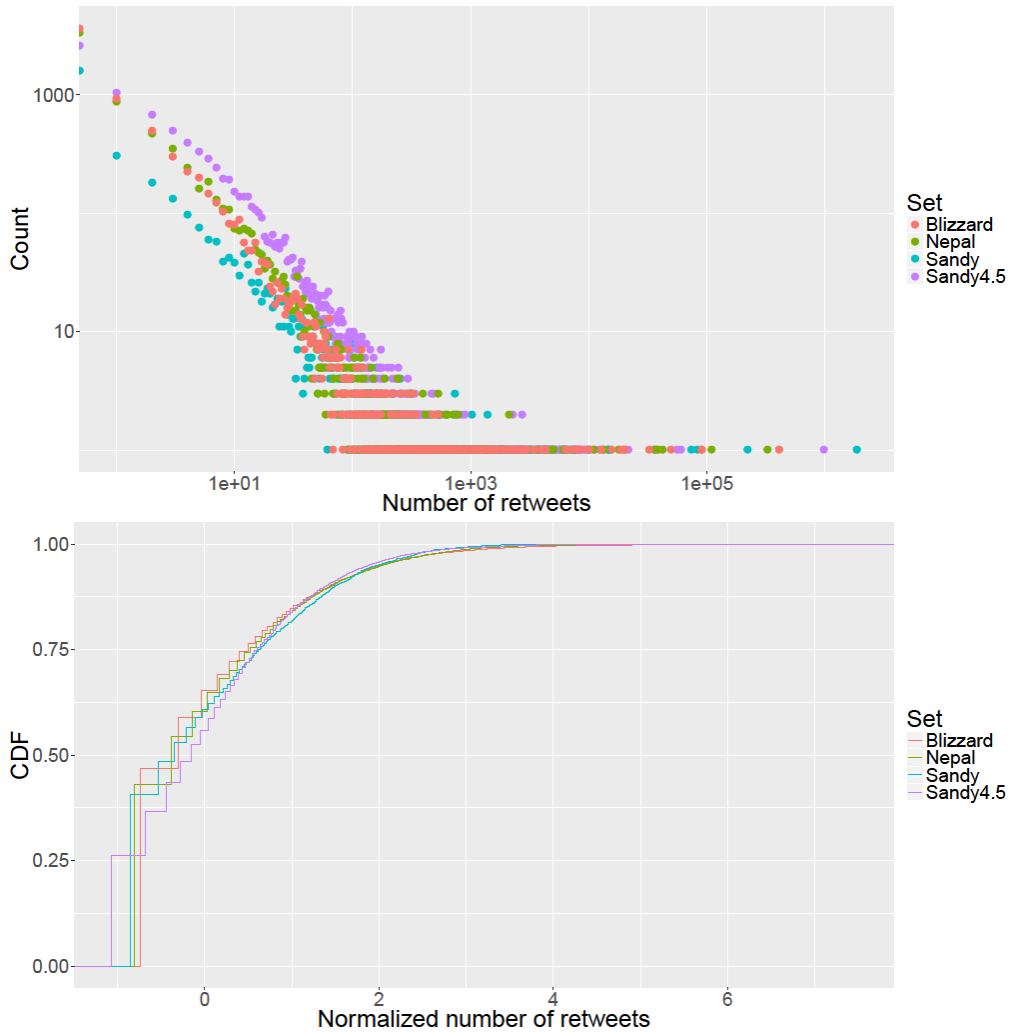 1000
10
Count
1e+01
1e+03
1e+05
Number of retweets
Set
Blizzard
Nepal
Sandy
Sandy4.5
1.00
0.75
0.50
0.25
0.00
CDF
0
2
4
6
Normalized number of retweets
Set
Blizzard
Nepal
Sandy
Sandy4.5